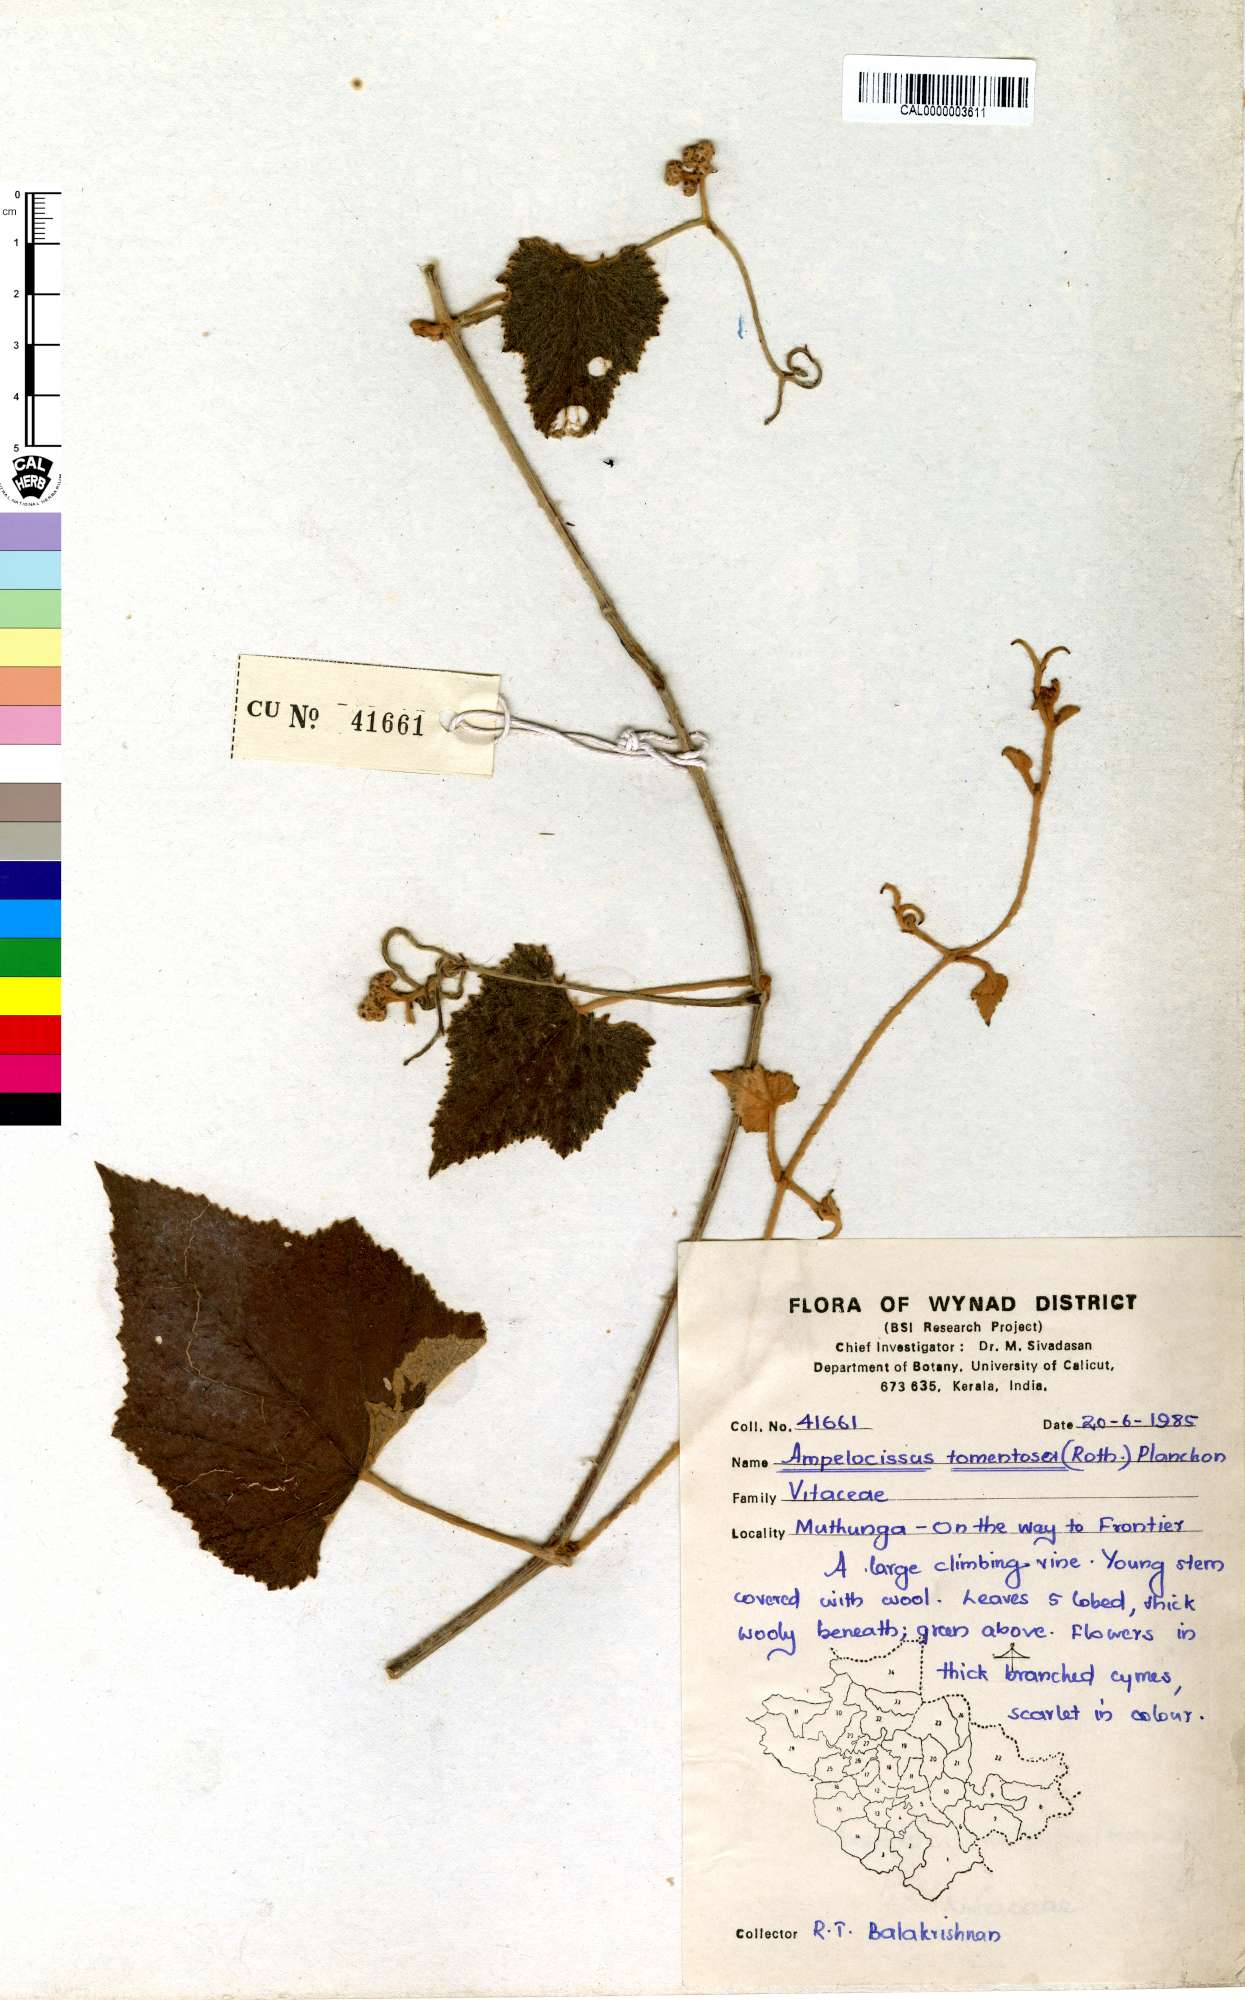 CAL0000003611
0
cm
1
2
3
4
5
CAL
HERB
CU No 41661
FLORA OF WYNAD DISTRICT
(BSI Research Project)
Chief Investigator : Dr. M. Sivadasan
Department of Botany, University of Calicut,
673 635, Kerala, India.
Coll. No. 41661 Date 20-6-1985
Name Ampelocissus tomentosa (Roth.) Planchon
Family Vitaceae
Locality Muthunga - On the way to Frontier
A large climbing vine. Young stem
covered with wool. Leaves 5 lobed, thick
wooly beneath; green above. Flowers in
thick branched cymes,
scarlet in colour.
Collector R.T. Balakrishnan